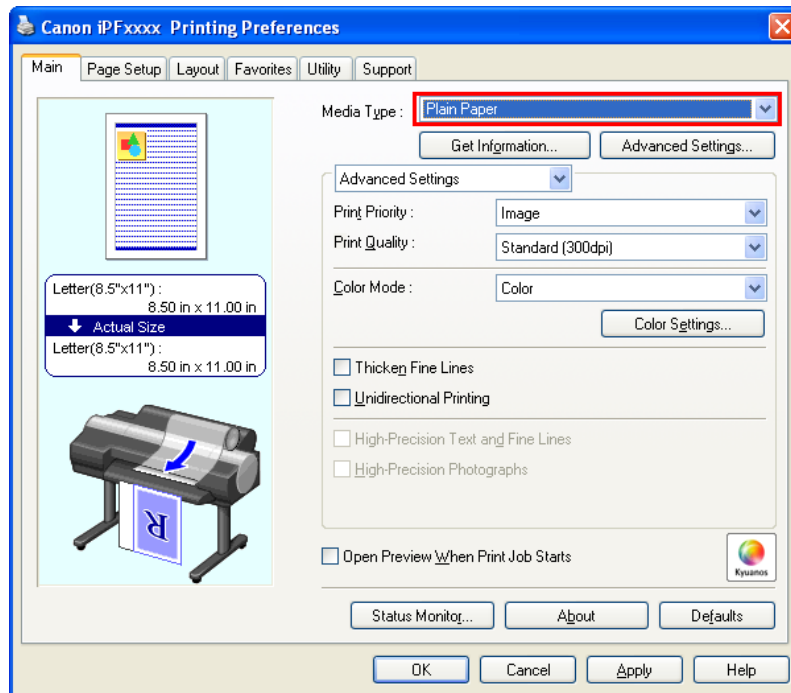 Canon iPFxxxx Printing Preferences
Main Page Setup Layout Favorites Utility Support
Media Type : Plain Paper
Get Information... Advanced Settings...
Advanced Settings
Print Priority : Image
Print Quality : Standard (300dpi)
Letter(8.5"x11") :
8.50 in x 11.00 in
Actual Size
Letter(8.5"x11") :
8.50 in x 11.00 in
Color Mode : Color
Color Settings...
Thicken Fine Lines
Unidirectional Printing
High-Precision Text and Fine Lines
High-Precision Photographs
R
Open Preview When Print Job Starts
Kyuanos
Status Monitor... About Defaults
OK Cancel Apply Help